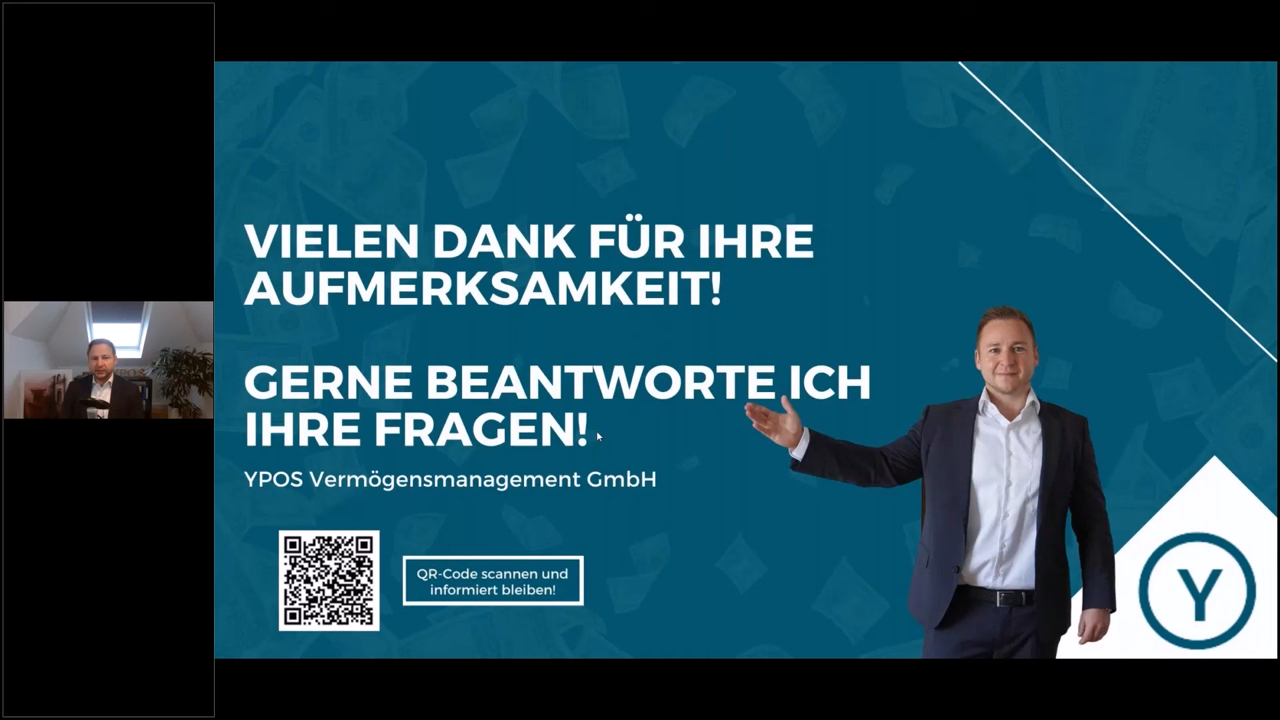 VIELEN DANK FÜR IHRE
AUFMERKSAMKEIT!
GERNE BEANTWORTE ICH
IHRE FRAGEN!
YPOS Vermögensmanagement GmbH
QR-Code scannen und
informiert bleiben!
Y